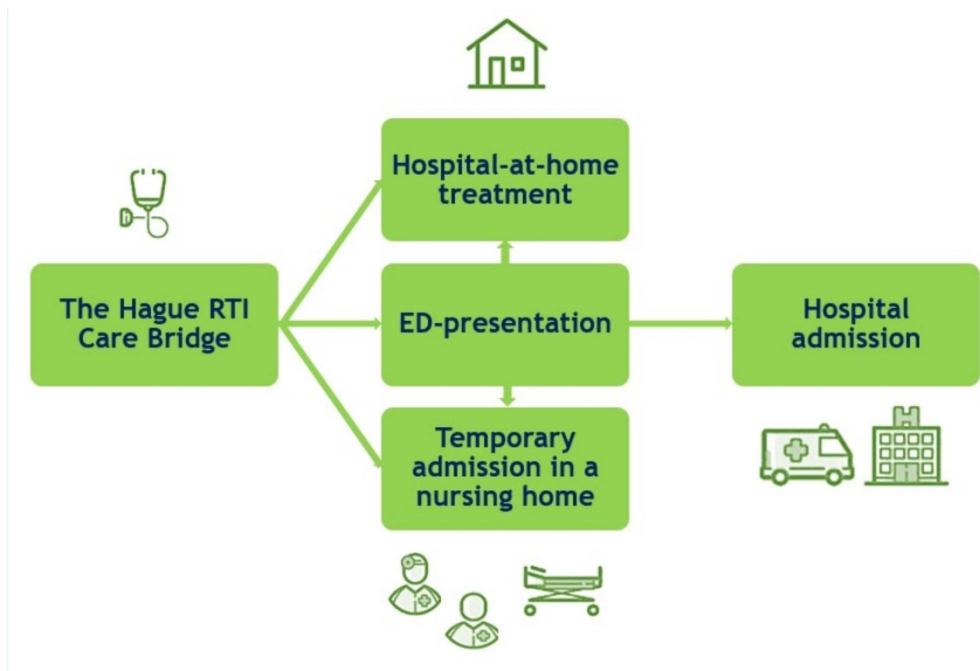 Hospital-at-home
treatment
The Hague RTI
Care Bridge
ED-presentation
Hospital
admission
Temporary
admission in a
nursing home